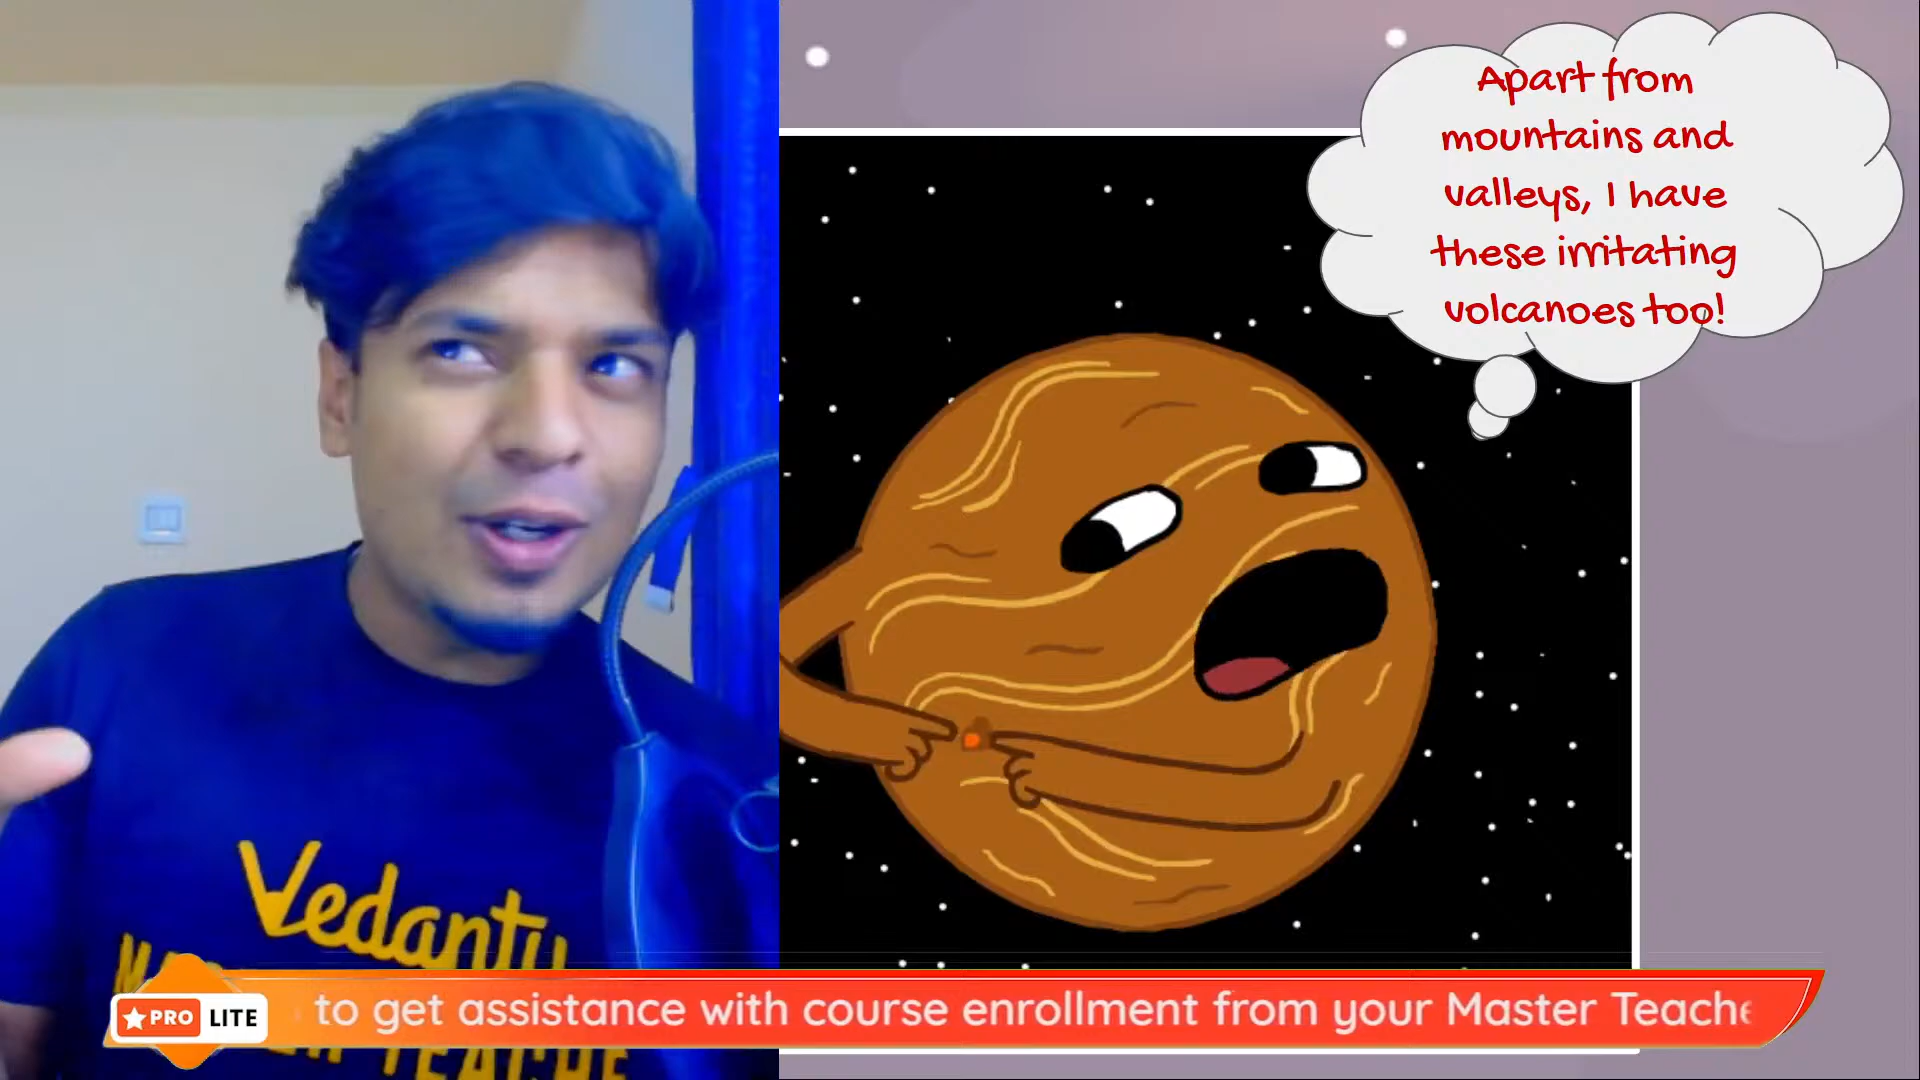 Apart from
mountains and
valleys, I have
these irritating
volcanoes too!
Vedantu
PRO LITE
to get assistance with course enrollment from your Master Teache